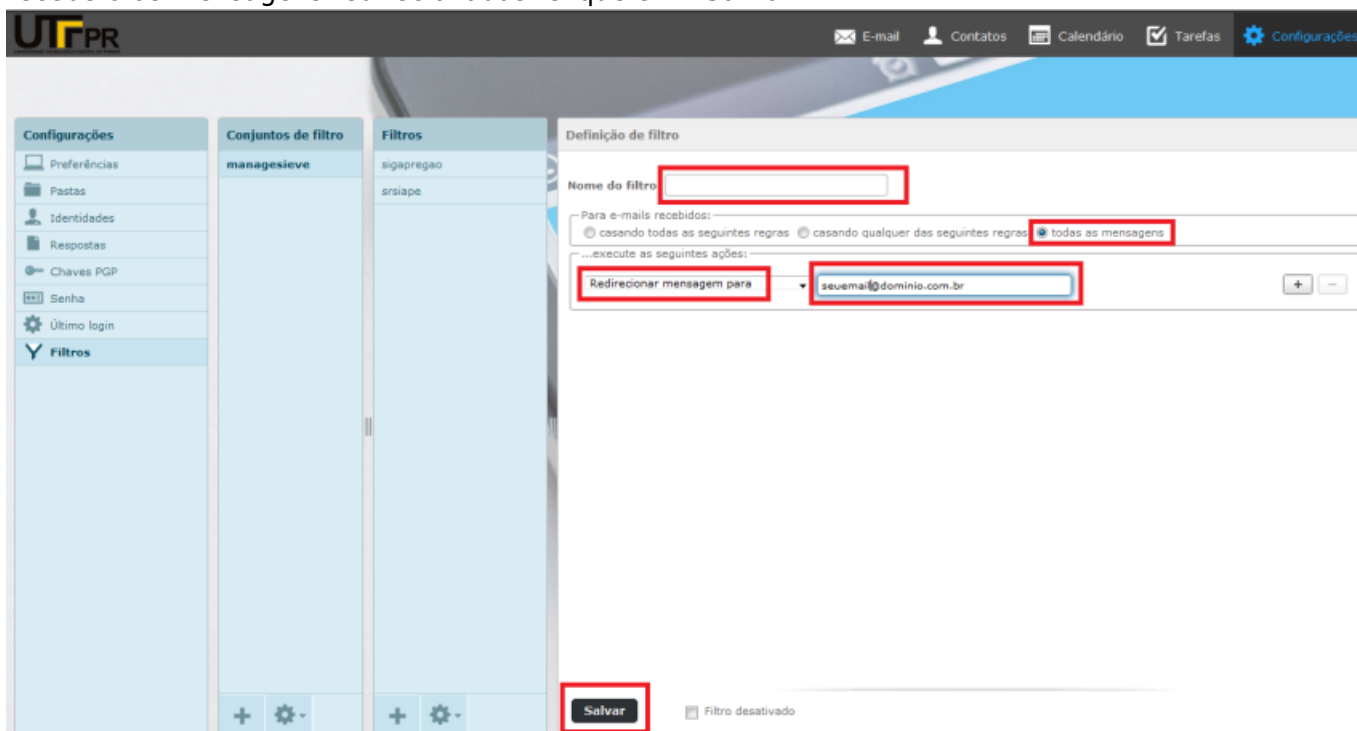 UTFPR
E-mail Contatos Calendário Tarefas Configurações
Configurações
Preferências
Pastas
Identidades
Respostas
Chaves PGP
Senha
Último login
Filtros
Conjuntos de filtro
managesieve
Filtros
sigapregao
srsiape
Definição de filtro
Nome do filtro
Para e-mails recebidos:
casando todas as seguintes regras casando qualquer das seguintes regras todas as mensagens
...execute as seguintes ações:
Redirecionar mensagem para seuemail@dominio.com.br + -
Salvar Filtro desativado